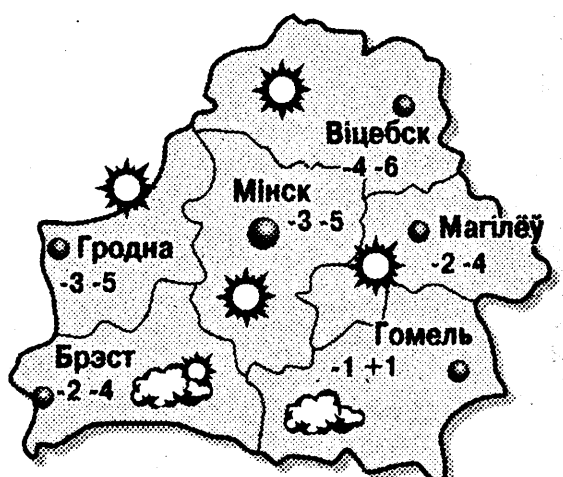 Віцебск
-4 -6
Мінск
-3 -5
Магілёў
-2 -4
Гродна
-3 -5
Гомель
-1 +1
Брэст
-2 -4